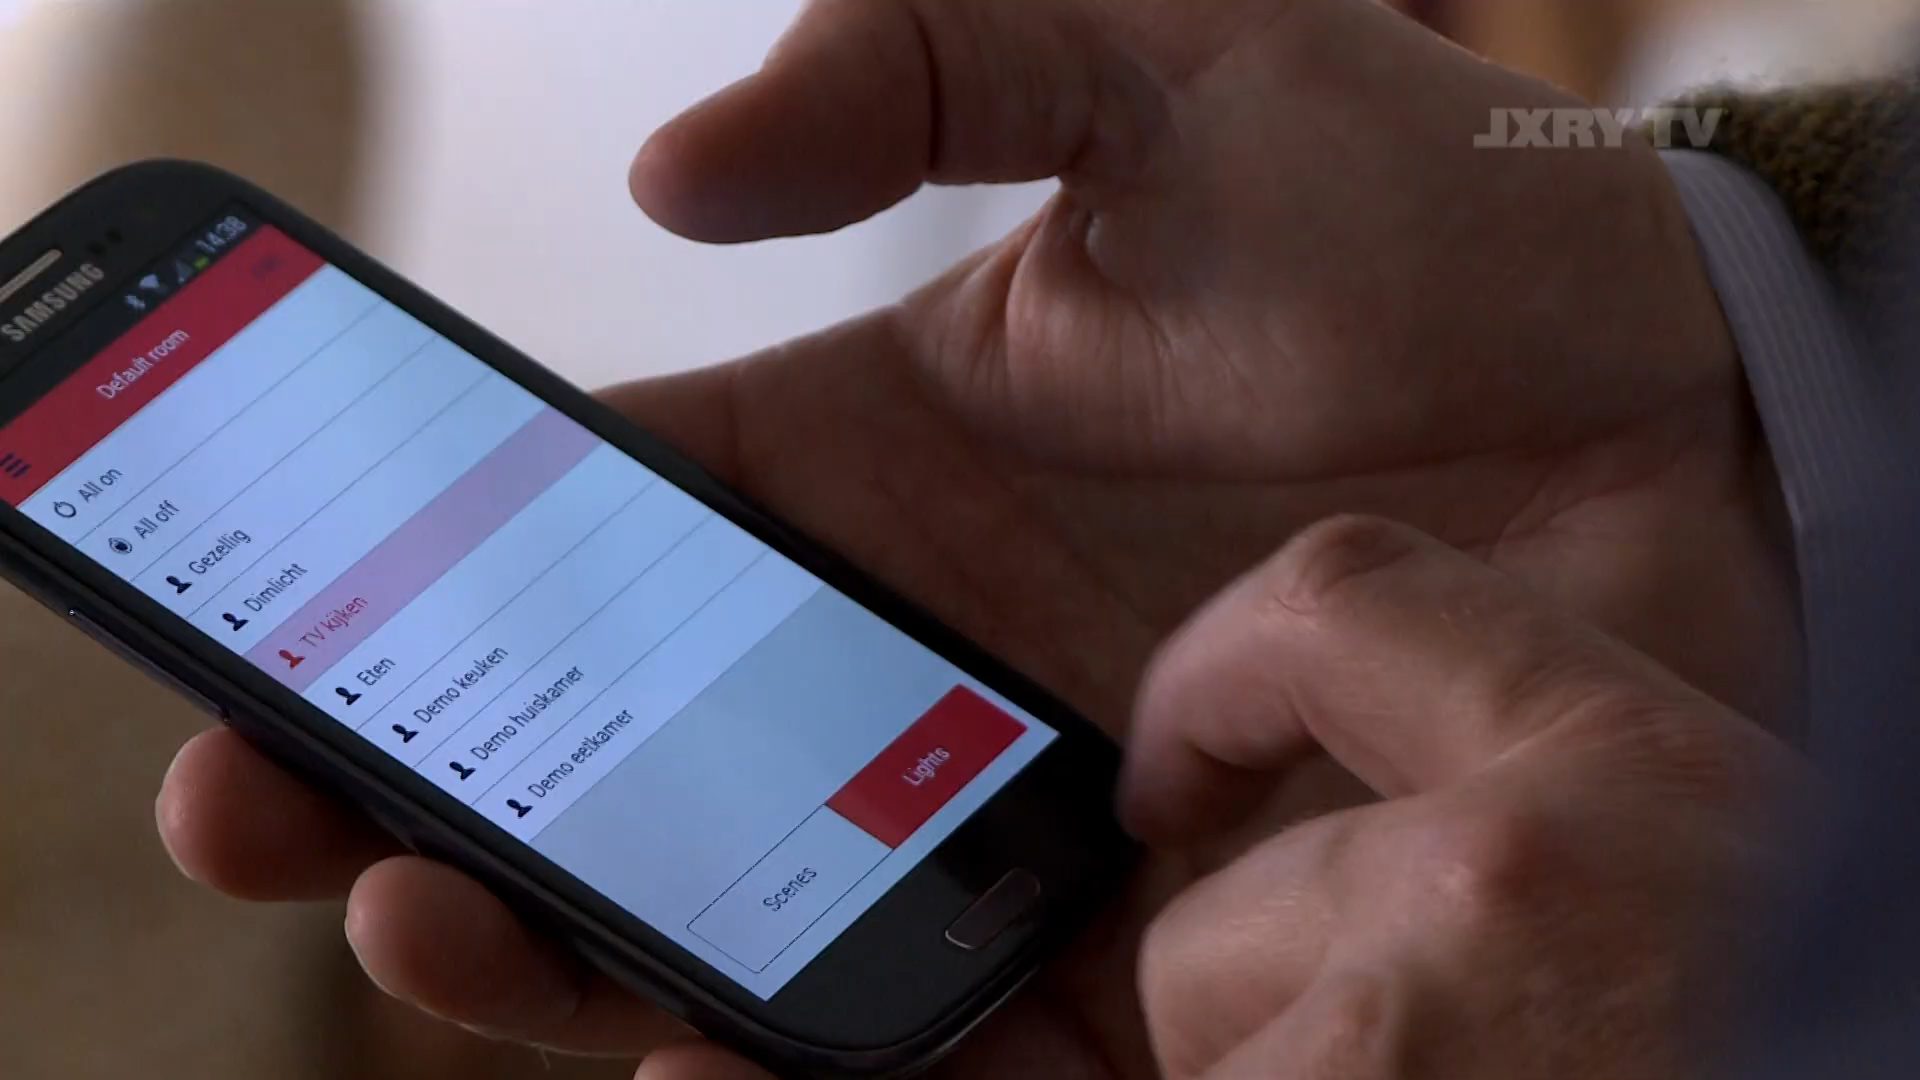 JXRY TV
SAMSUNG
14:38
Default room
All on
All off
Gezellig
Dimlicht
TV kijken
Eten
Demo keuken
Demo huiskamer
Demo eetkamer
Scenes
Lights